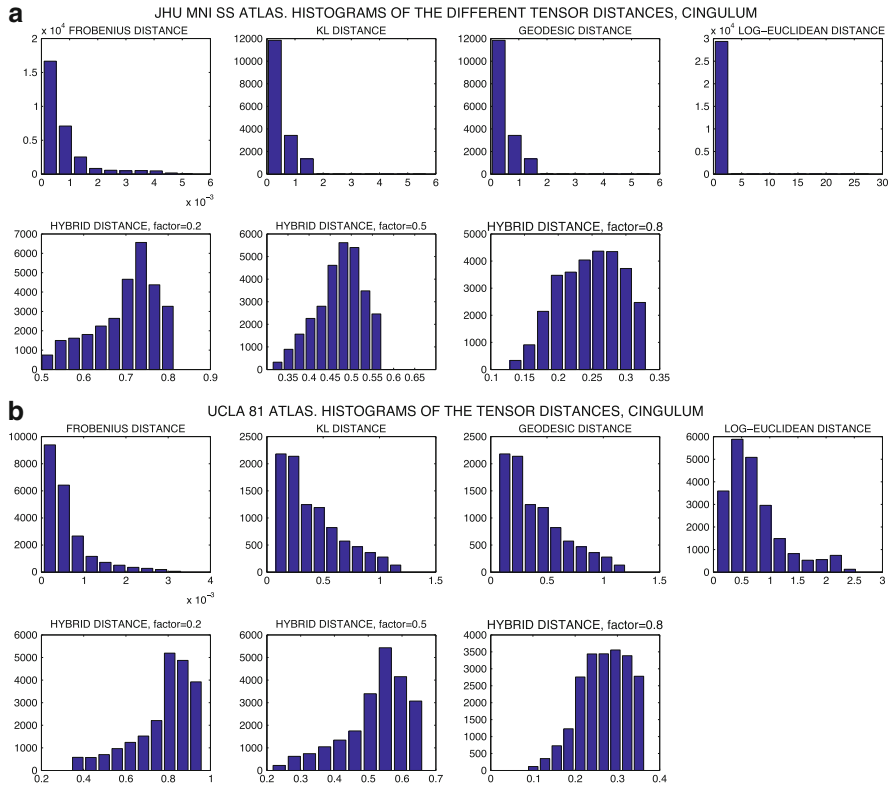 a
JHU MNI SS ATLAS. HISTOGRAMS OF THE DIFFERENT TENSOR DISTANCES, CINGULUM
x 10^4 FROBENIUS DISTANCE
2
1.5
1
0.5
0
0 1 2 3 4 5 6
x 10^-3
KL DISTANCE
12000
10000
8000
6000
4000
2000
0
0 1 2 3 4 5 6
GEODESIC DISTANCE
12000
10000
8000
6000
4000
2000
0
0 1 2 3 4 5 6
x 10^4 LOG-EUCLIDEAN DISTANCE
3
2.5
2
1.5
1
0.5
0
0 5 10 15 20 25 30
HYBRID DISTANCE, factor=0.2
7000
6000
5000
4000
3000
2000
1000
0
0.5 0.6 0.7 0.8 0.9
HYBRID DISTANCE, factor=0.5
6000
5000
4000
3000
2000
1000
0
0.35 0.4 0.45 0.5 0.55 0.6 0.65
HYBRID DISTANCE, factor=0.8
5000
4000
3000
2000
1000
0
0.1 0.15 0.2 0.25 0.3 0.35
b
UCLA 81 ATLAS. HISTOGRAMS OF THE TENSOR DISTANCES, CINGULUM
FROBENIUS DISTANCE
10000
8000
6000
4000
2000
0
0 1 2 3 4
x 10^-3
KL DISTANCE
2500
2000
1500
1000
500
0
0 0.5 1 1.5
GEODESIC DISTANCE
2500
2000
1500
1000
500
0
0 0.5 1 1.5
LOG-EUCLIDEAN DISTANCE
6000
5000
4000
3000
2000
1000
0
0 0.5 1 1.5 2 2.5 3
HYBRID DISTANCE, factor=0.2
6000
5000
4000
3000
2000
1000
0
0.2 0.4 0.6 0.8 1
HYBRID DISTANCE, factor=0.5
6000
5000
4000
3000
2000
1000
0
0.2 0.3 0.4 0.5 0.6 0.7
HYBRID DISTANCE, factor=0.8
4000
3500
3000
2500
2000
1500
1000
500
0
0 0.1 0.2 0.3 0.4